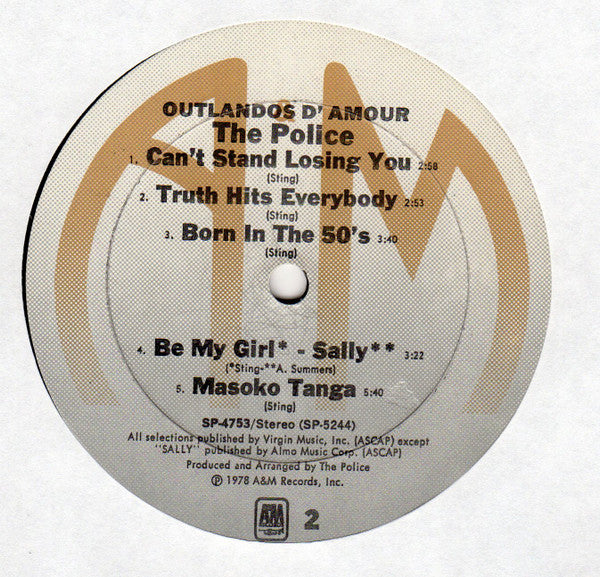 OUTLANDOS D' AMOUR
The Police
1. Can't Stand Losing You 2:58
(Sting)
2. Truth Hits Everybody 2:53
(Sting)
3. Born In The 50's 3:40
(Sting)
4. Be My Girl* - Sally** 3:22
(*Sting-**A. Summers)
5. Masoko Tanga 5:40
(Sting)
SP-4753/Stereo (SP-5244)
All selections published by Virgin Music, Inc. (ASCAP) except
"SALLY" published by Almo Music Corp. (ASCAP)
Produced and Arranged by The Police
℗ 1978 A&M Records, Inc.
A&M 2